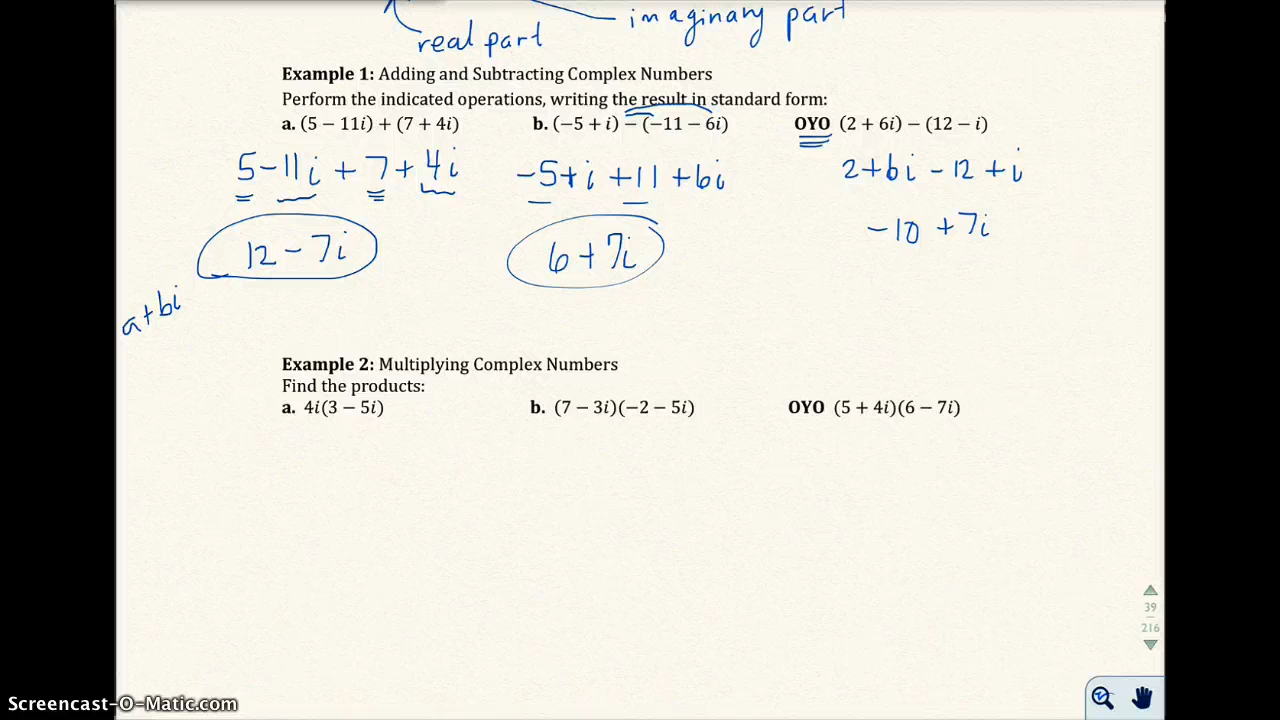 imaginary part
real part
Example 1: Adding and Subtracting Complex Numbers
Perform the indicated operations, writing the result in standard form:
a. (5 − 11i) + (7 + 4i) b. (−5 + i) − (−11 − 6i) OYO (2 + 6i) − (12 − i)
5 − 11i + 7 + 4i −5 + i + 11 + 6i 2 + 6i − 12 + i
12 − 7i 6 + 7i −10 + 7i
a + bi
Example 2: Multiplying Complex Numbers
Find the products:
a. 4i(3 − 5i) b. (7 − 3i)(−2 − 5i) OYO (5 + 4i)(6 − 7i)
39
216
Screencast-O-Matic.com